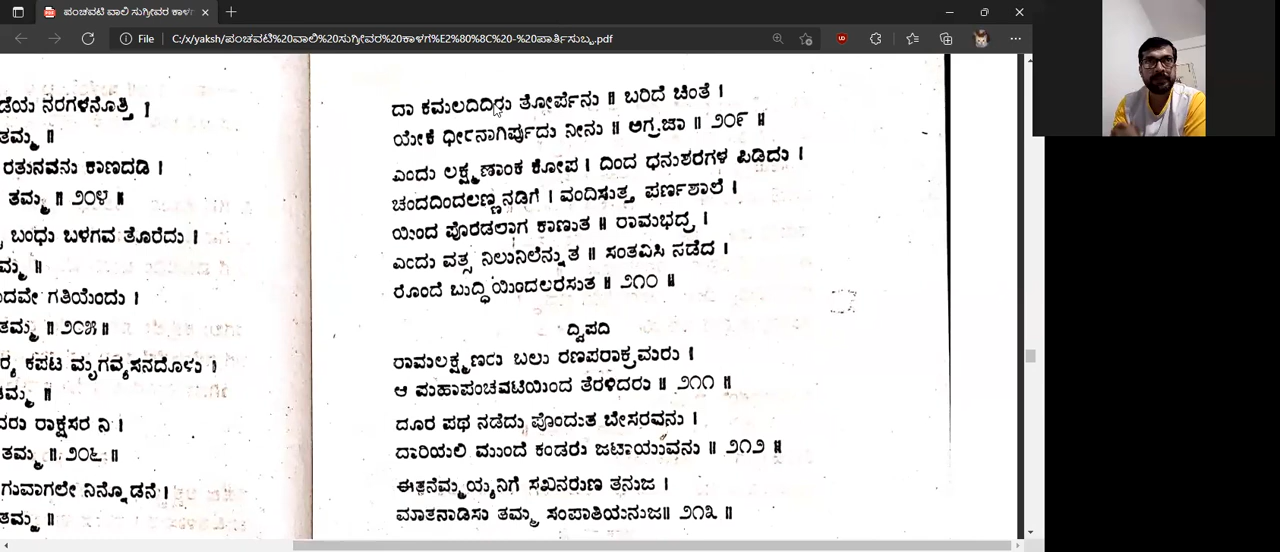 ಪಂಚವಟಿ ವಾಲಿ ಸುಗ್ರೀವರ ಕಾಳಗ
File C:/x/yaksh/ಪಂಚವಟಿ%20ವಾಲಿ%20ಸುಗ್ರೀವರ%20ಕಾಳಗ%E2%80%8C%20-%20ಪಾರ್ತಿಸುಬ್ಬ.pdf
ಡೆಯ ನರಗಳನೊತ್ತಿ ।
ತಮ್ಮ ॥
ರತುನವನು ಕಾಣದಡಿ ।
ತಮ್ಮ ॥ ೨೦೪ ॥
ಬಂಧು ಬಳಗವ ತೊರೆದು ।
ಮ್ಮ ॥
ದವೇ ಗತಿಯೆಂದು ।
ತಮ್ಮ ॥ ೨೦೫ ॥
ಕಪಟ ಮೃಗವ್ಯಸನದೊಳು ।
ತಮ್ಮ ॥
ದರು ರಾಕ್ಷಸರ ನಿ ।
ತಮ್ಮ ॥ ೨೦೬ ॥
ಗುವಾಗಲೇ ನಿನ್ನೊಡನೆ ।
ತಮ್ಮ ॥
ದಾ ಕಮಲದಿದ್ದಿರು ತೋರ್ಪೆನು ॥ ಬರಿದೆ ಚಿಂತೆ ।
ಯೇಕೆ ಧೀರನಾಗಿರ್ಪುದು ನೀನು ॥ ಅಗ್ರಜಾ ॥ ೨೦೯ ॥
ಎಂದು ಲಕ್ಷ್ಮಣಾಂಕ ಕೋಪ । ದಿಂದ ಧನುಶರಗಳ ಪಿಡಿದು ।
ಚಂದದಿಂದಲಣ್ಣನಡಿಗೆ । ವಂದಿಸುತ್ತ ಪರ್ಣಶಾಲೆ ।
ಯಿಂದ ಪೊರಡಲಾಗ ಕಾಣುತ ॥ ರಾಮಭದ್ರ ।
ಎಂದು ವತ್ಸ ನಿಲುನಿಲೆನ್ನುತ ॥ ಸಂತವಿಸಿ ನಡೆದ ।
ರೊಂದೆ ಬುದ್ಧಿಯಿಂದಲರಸುತ ॥ ೨೧೦ ॥
ದ್ವಿಪದಿ
ರಾಮಲಕ್ಷ್ಮಣರು ಬಲು ರಣಪರಾಕ್ರಮರು ।
ಆ ಮಹಾಪಂಚವಟಿಯಿಂದ ತೆರಳಿದರು ॥ ೨೧೧ ॥
ದೂರ ಪಥ ನಡೆದು ಪೊಂದುತ ಬೇಸರವನು ।
ದಾರಿಯಲಿ ಮುಂದೆ ಕಂಡರು ಜಟಾಯುವನು ॥ ೨೧೨ ॥
ಈತನೆಮ್ಮಯ್ಯನಿಗೆ ಸಖನರುಣ ತನುಜ ।
ಮಾತನಾಡಿಸು ತಮ್ಮ ಸಂಪಾತಿಯನುಜ॥ ೨೧೩ ॥